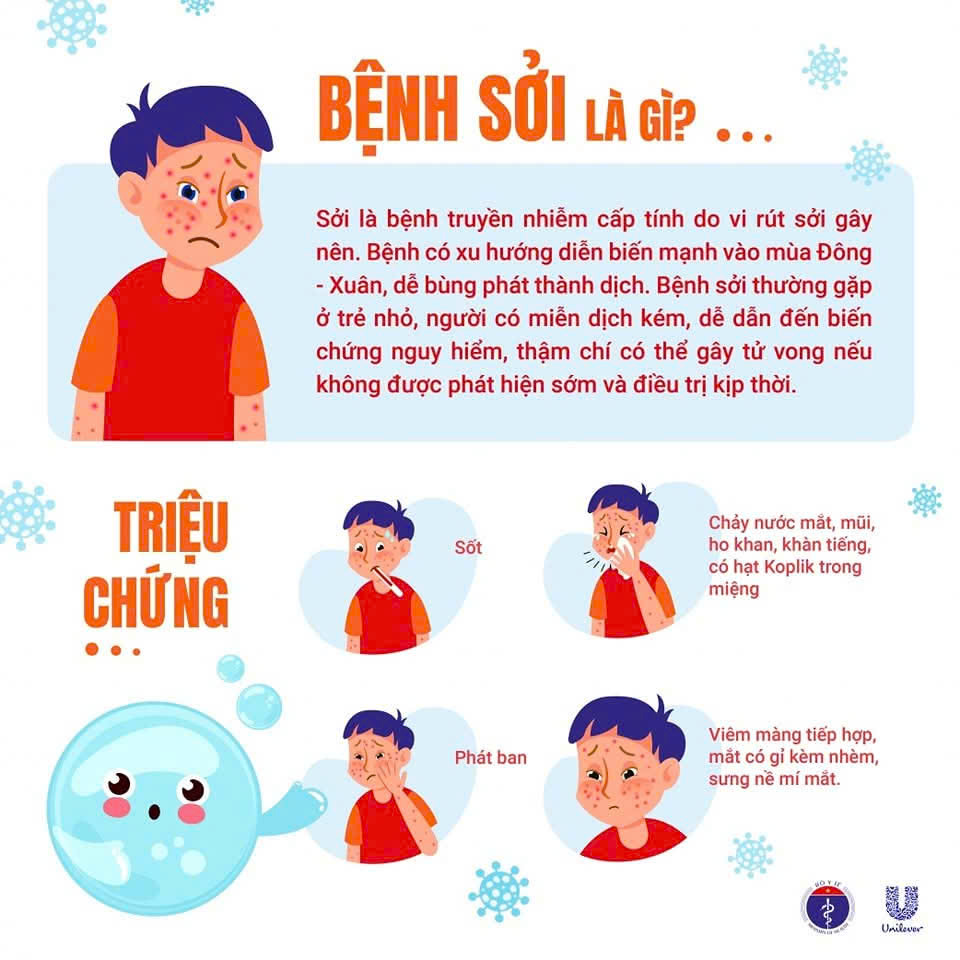 BỆNH SỞI LÀ GÌ? ...
Sởi là bệnh truyền nhiễm cấp tính do vi rút sởi gây
nên. Bệnh có xu hướng diễn biến mạnh vào mùa Đông
- Xuân, dễ bùng phát thành dịch. Bệnh sởi thường gặp
ở trẻ nhỏ, người có miễn dịch kém, dễ dẫn đến biến
chứng nguy hiểm, thậm chí có thể gây tử vong nếu
không được phát hiện sớm và điều trị kịp thời.
TRIỆU
CHỨNG
...
Sốt
Chảy nước mắt, mũi,
ho khan, khàn tiếng,
có hạt Koplik trong
miệng
Phát ban
Viêm màng tiếp hợp,
mắt có gỉ kèm nhèm,
sưng nề mí mắt.
BỘ Y TẾ
MINISTRY OF HEALTH
Unilever